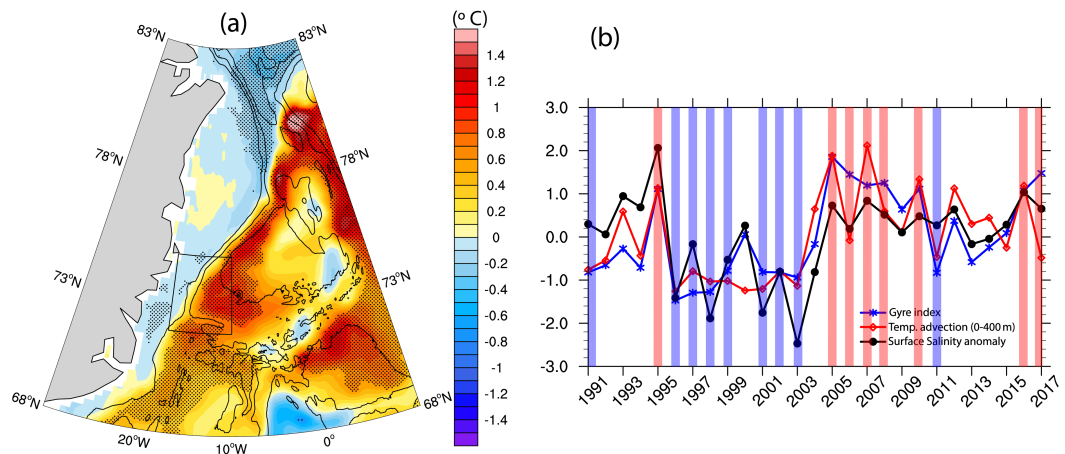 (a)
(º C)
(b)
83°N
83°N
78°N
78°N
73°N
73°N
68°N
68°N
20°W
10°W
0°
1.4
1.2
1
0.8
0.6
0.4
0.2
0
-0.2
-0.4
-0.6
-0.8
-1
-1.2
-1.4
3.0
2.0
1.0
0.0
-1.0
-2.0
-3.0
Gyre index
Temp. advection (0-400 m)
Surface Salinity anomaly
1991
1993
1995
1997
1999
2001
2003
2005
2007
2009
2011
2013
2015
2017